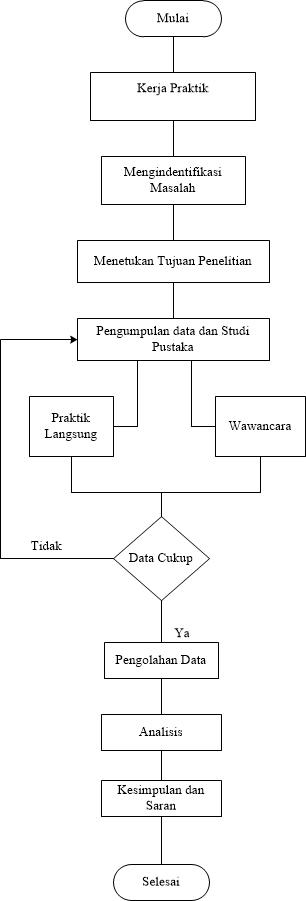 Mulai
Kerja Praktik
Mengindentifikasi
Masalah
Menetukan Tujuan Penelitian
Pengumpulan data dan Studi
Pustaka
Praktik
Langsung
Wawancara
Tidak
Data Cukup
Ya
Pengolahan Data
Analisis
Kesimpulan dan
Saran
Selesai